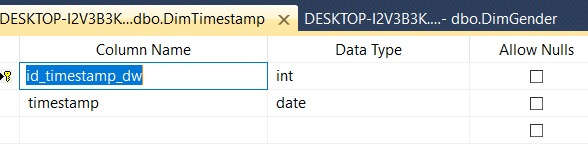 DESKTOP-I2V3B3K...dbo.DimTimestamp DESKTOP-I2V3B3K....- dbo.DimGender
Column Name Data Type Allow Nulls
id_timestamp_dw int
timestamp date